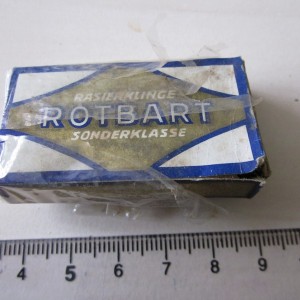 RASIERKLINGE
ROTBART
SONDERKLASSE
4 5 6 7 8 9